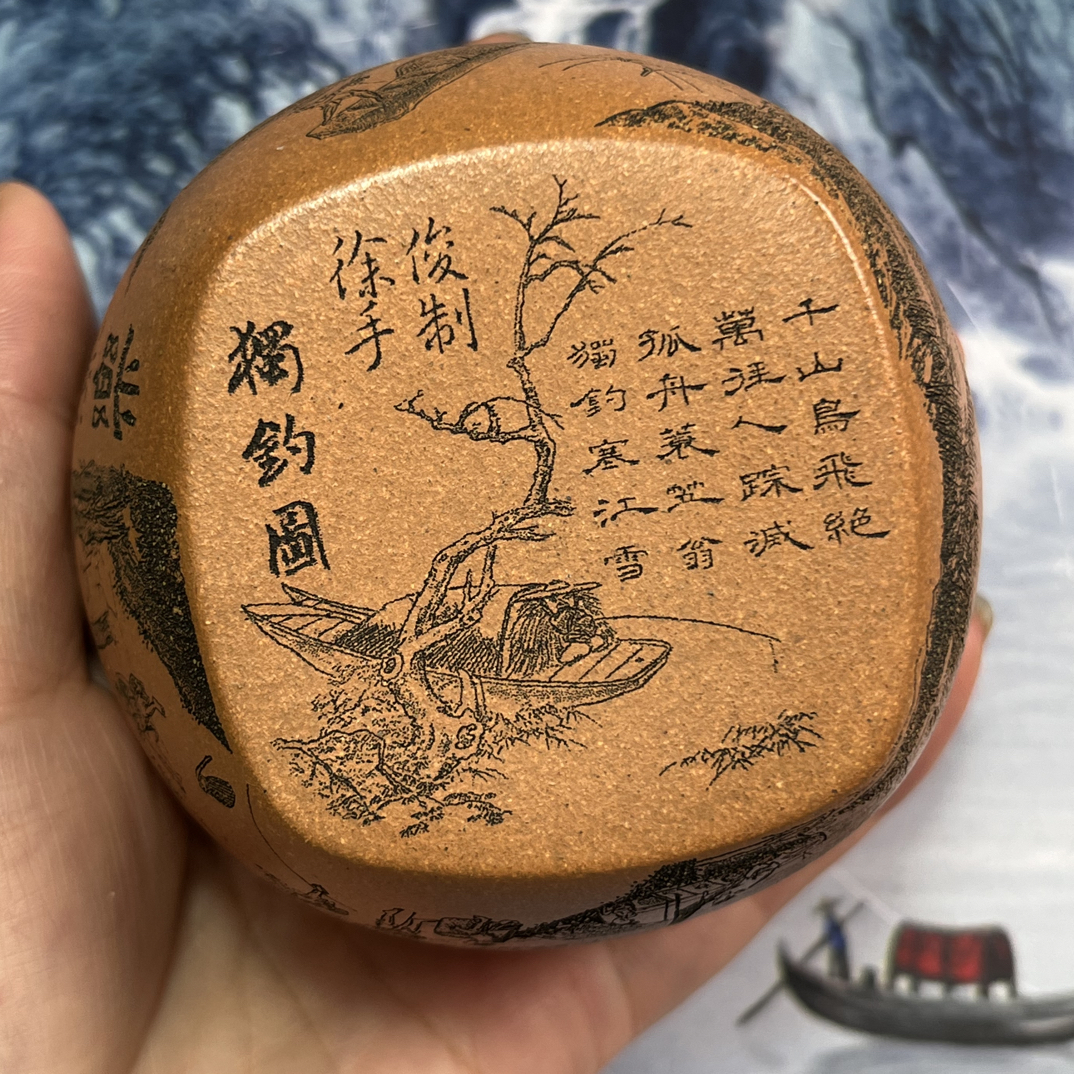 千山鳥飛絶
萬徑人踪滅
孤舟蓑笠翁
獨釣寒江雪
徐俊
手制
獨釣圖